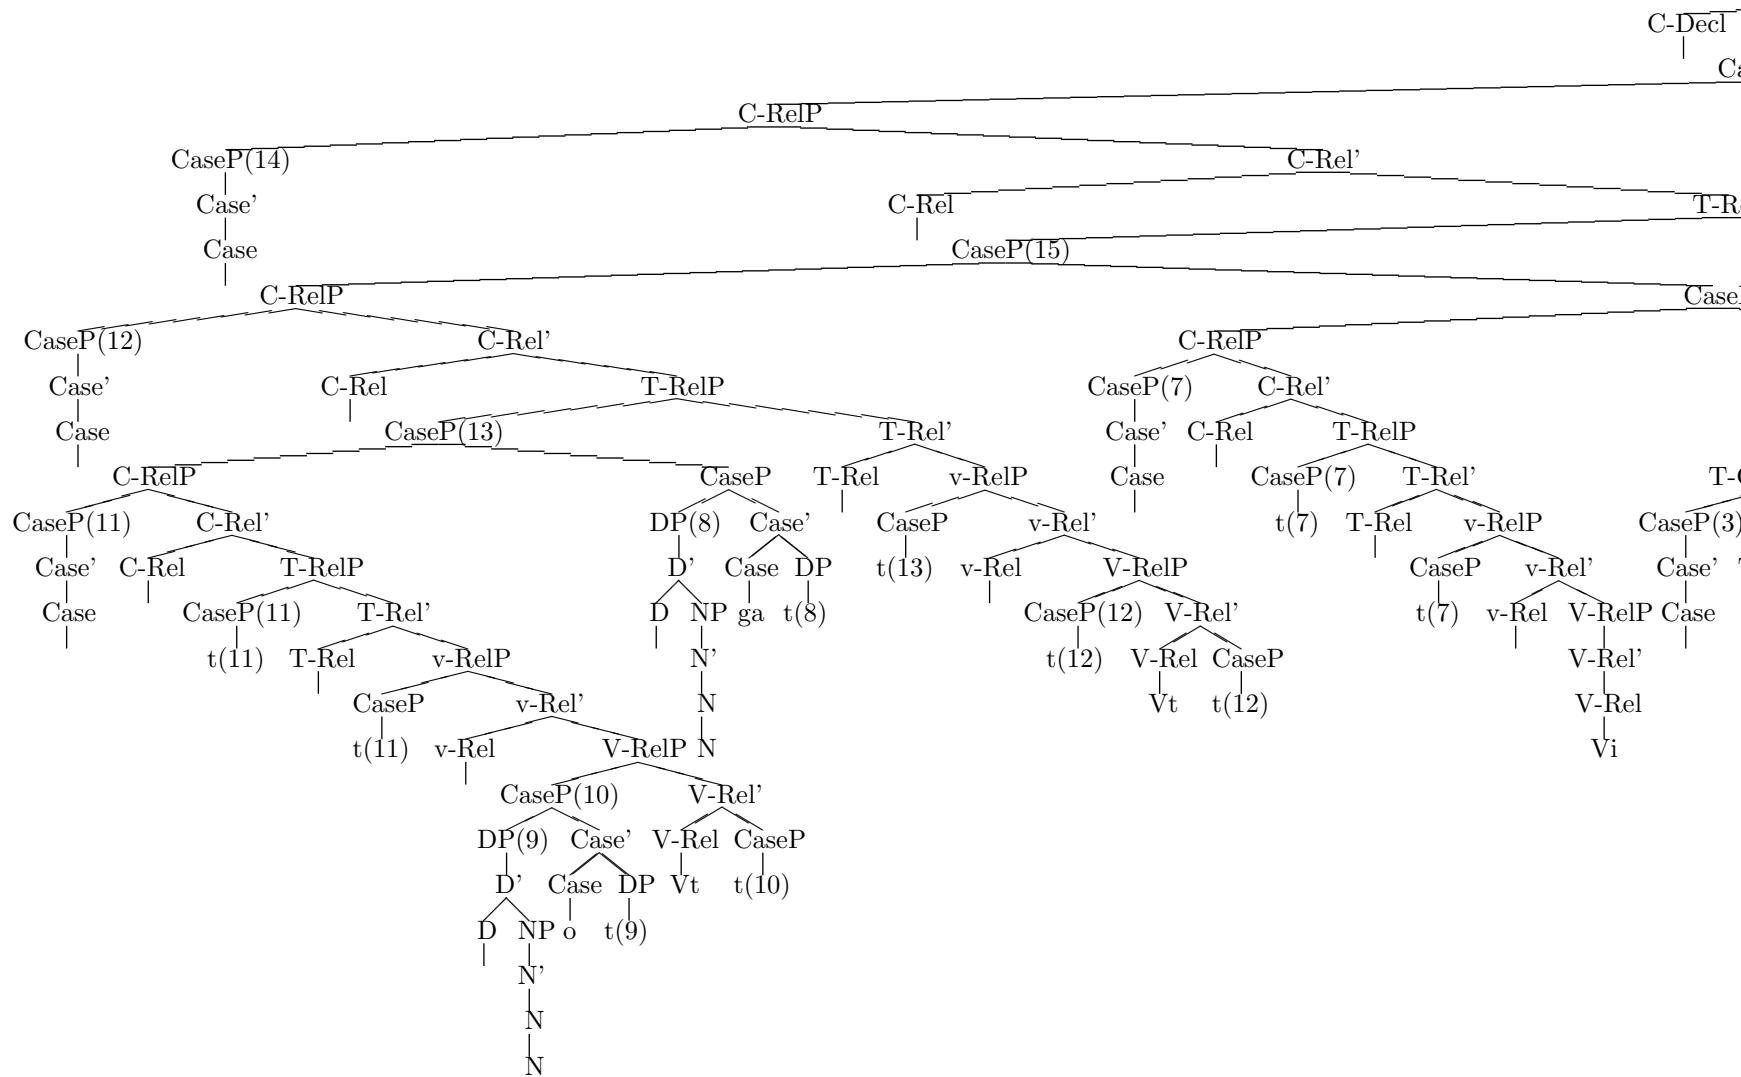 C-Decl
C-RelP
CaseP(14) C-Rel'
Case' C-Rel
Case CaseP(15)
C-RelP
CaseP(12) C-Rel' C-RelP
Case' C-Rel T-RelP CaseP(7) C-Rel'
Case CaseP(13) T-Rel' Case' C-Rel T-RelP
C-RelP CaseP T-Rel v-RelP Case CaseP(7) T-Rel'
CaseP(11) C-Rel' DP(8) Case' CaseP v-Rel' t(7) T-Rel v-RelP CaseP(3)
Case' C-Rel T-RelP D' Case DP t(13) v-Rel V-RelP CaseP v-Rel' Case'
Case CaseP(11) T-Rel' D NP ga t(8) CaseP(12) V-Rel' t(7) v-Rel V-RelP Case
t(11) T-Rel v-RelP N' t(12) V-Rel CaseP V-Rel'
CaseP v-Rel' N Vt t(12) V-Rel
t(11) v-Rel V-RelP N Vi
CaseP(10) V-Rel'
DP(9) Case' V-Rel CaseP
D' Case DP Vt t(10)
D NP o t(9)
N'
N
N